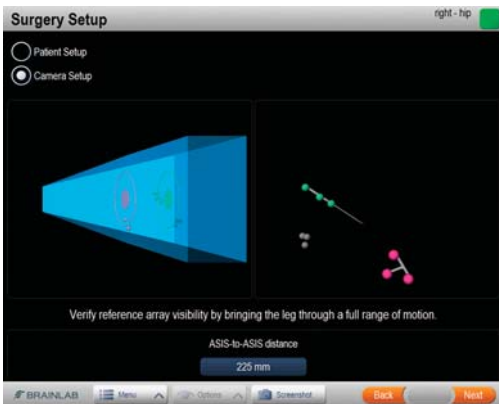 Surgery Setup
right - hip
Patient Setup
Camera Setup
Verify reference array visibility by bringing the leg through a full range of motion.
ASIS-to-ASIS distance
225 mm
BRAINLAB Menu Options Screenshot Back Next